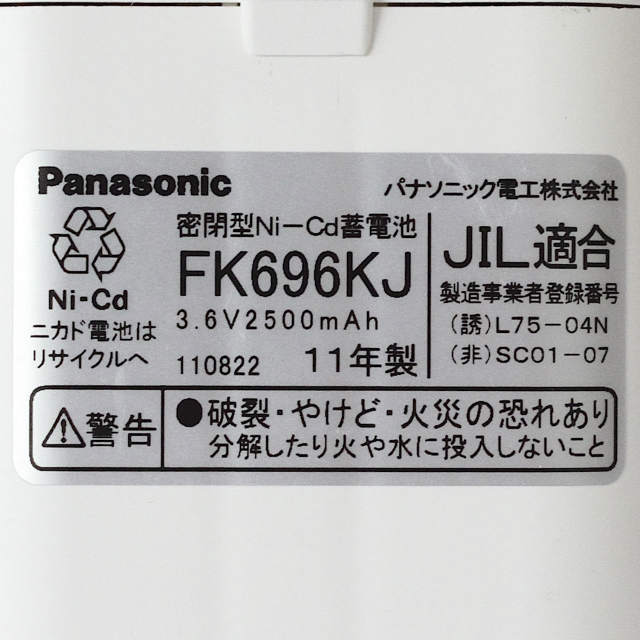 Panasonic
パナソニック電工株式会社
Ni-Cd
ニカド電池は
リサイクルへ
密閉型Ni-Cd蓄電池
FK696KJ
3.6V2500mAh
110822 11年製
JIL適合
製造事業者登録番号
(誘)L75-04N
(非)SC01-07
警告
●破裂・やけど・火災の恐れあり
分解したり火や水に投入しないこと